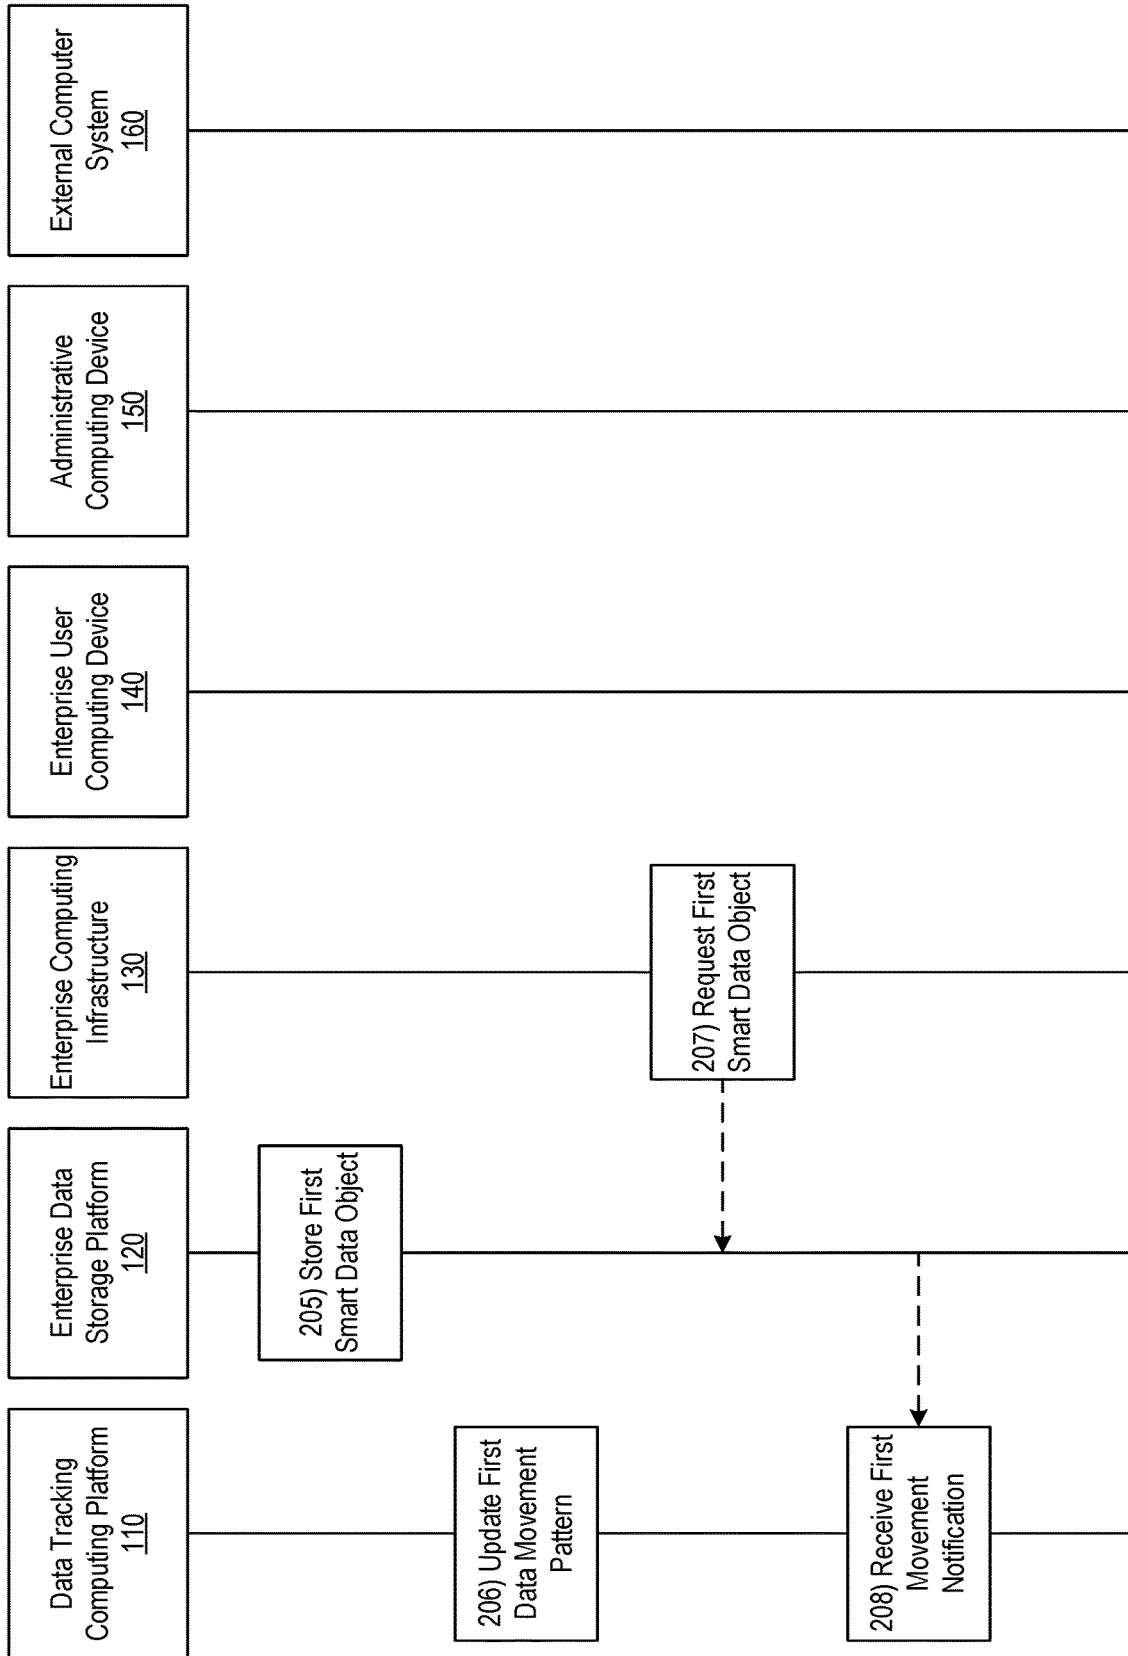 Data Tracking
Computing Platform
110
Enterprise Data
Storage Platform
120
Enterprise Computing
Infrastructure
130
Enterprise User
Computing Device
140
Administrative
Computing Device
150
External Computer
System
160
205) Store First
Smart Data Object
206) Update First
Data Movement
Pattern
207) Request First
Smart Data Object
208) Receive First
Movement
Notification